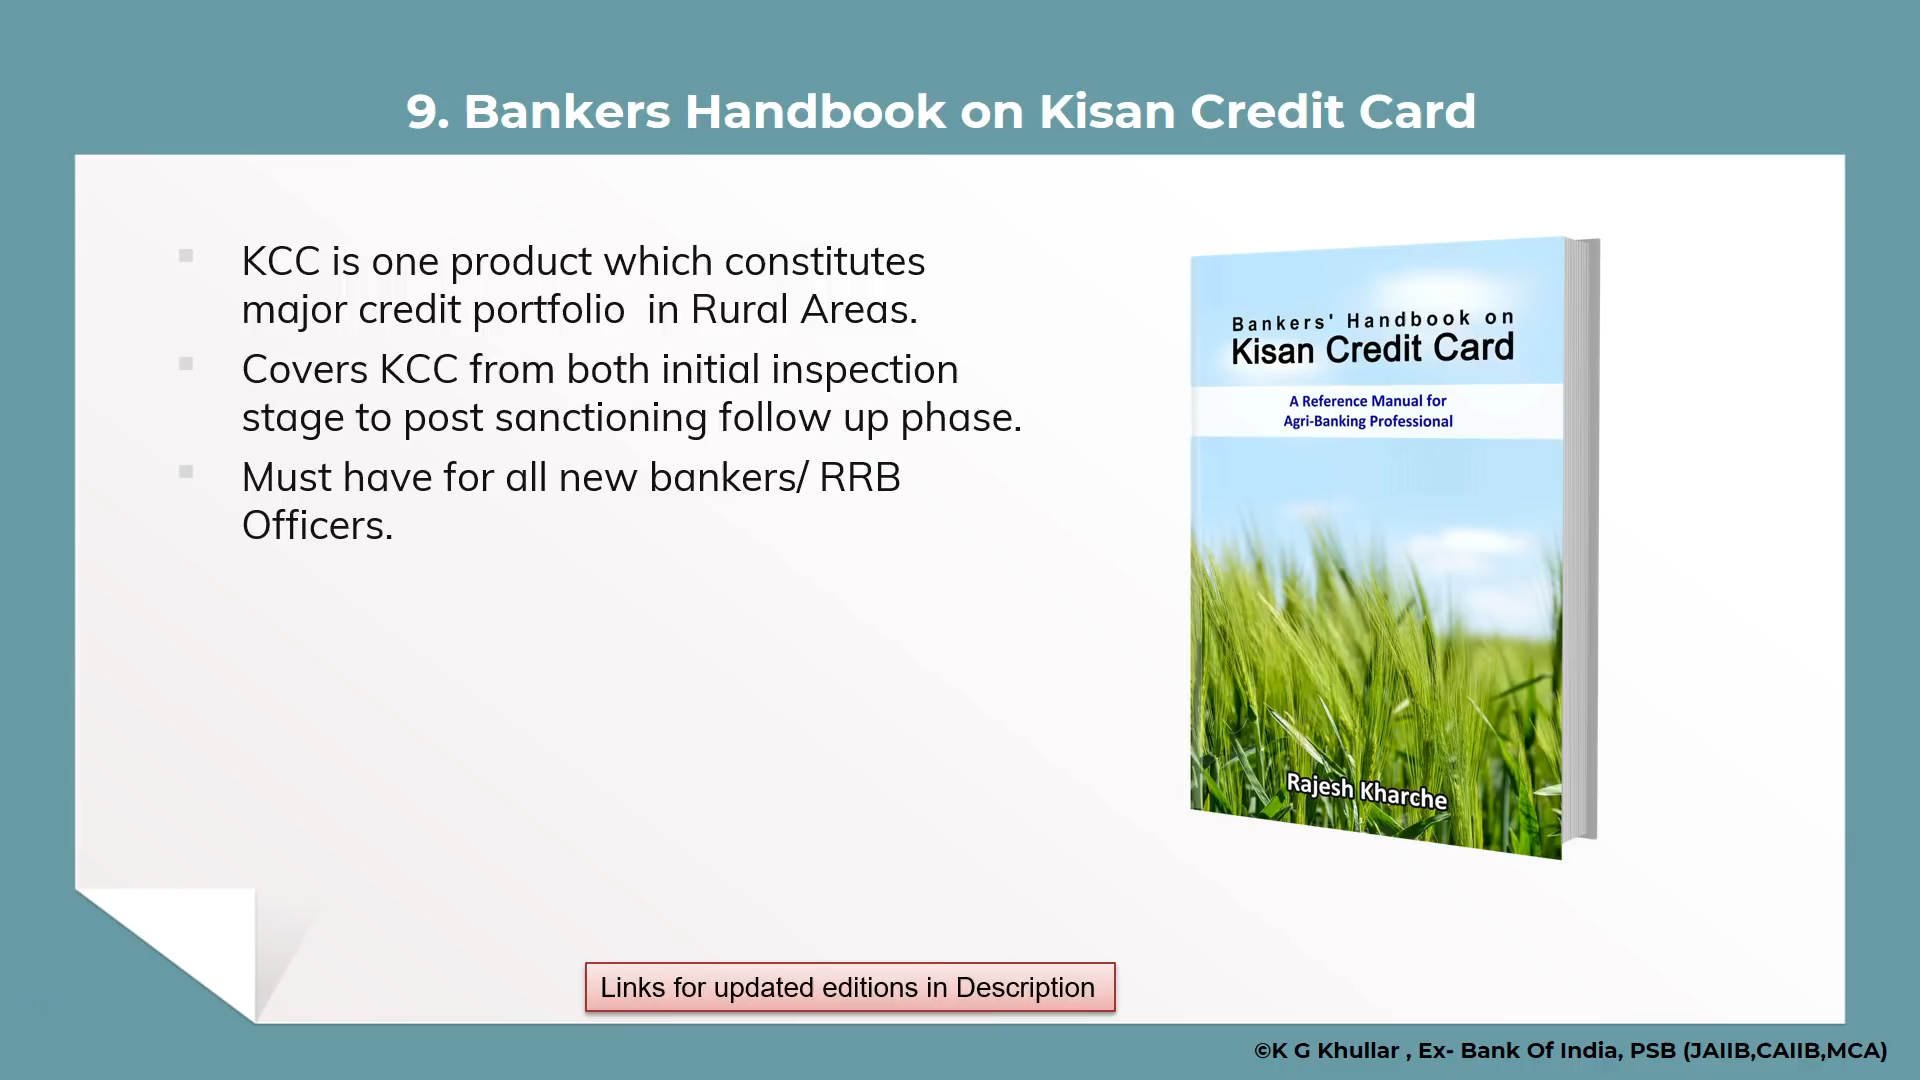 9. Bankers Handbook on Kisan Credit Card
KCC is one product which constitutes
major credit portfolio  in Rural Areas.
Covers KCC from both initial inspection
stage to post sanctioning follow up phase.
Must have for all new bankers/ RRB
Officers.
Bankers' Handbook on
Kisan Credit Card
A Reference Manual for
Agri-Banking Professional
Rajesh Kharche
Links for updated editions in Description
©K G Khullar , Ex- Bank Of India, PSB (JAIIB,CAIIB,MCA)